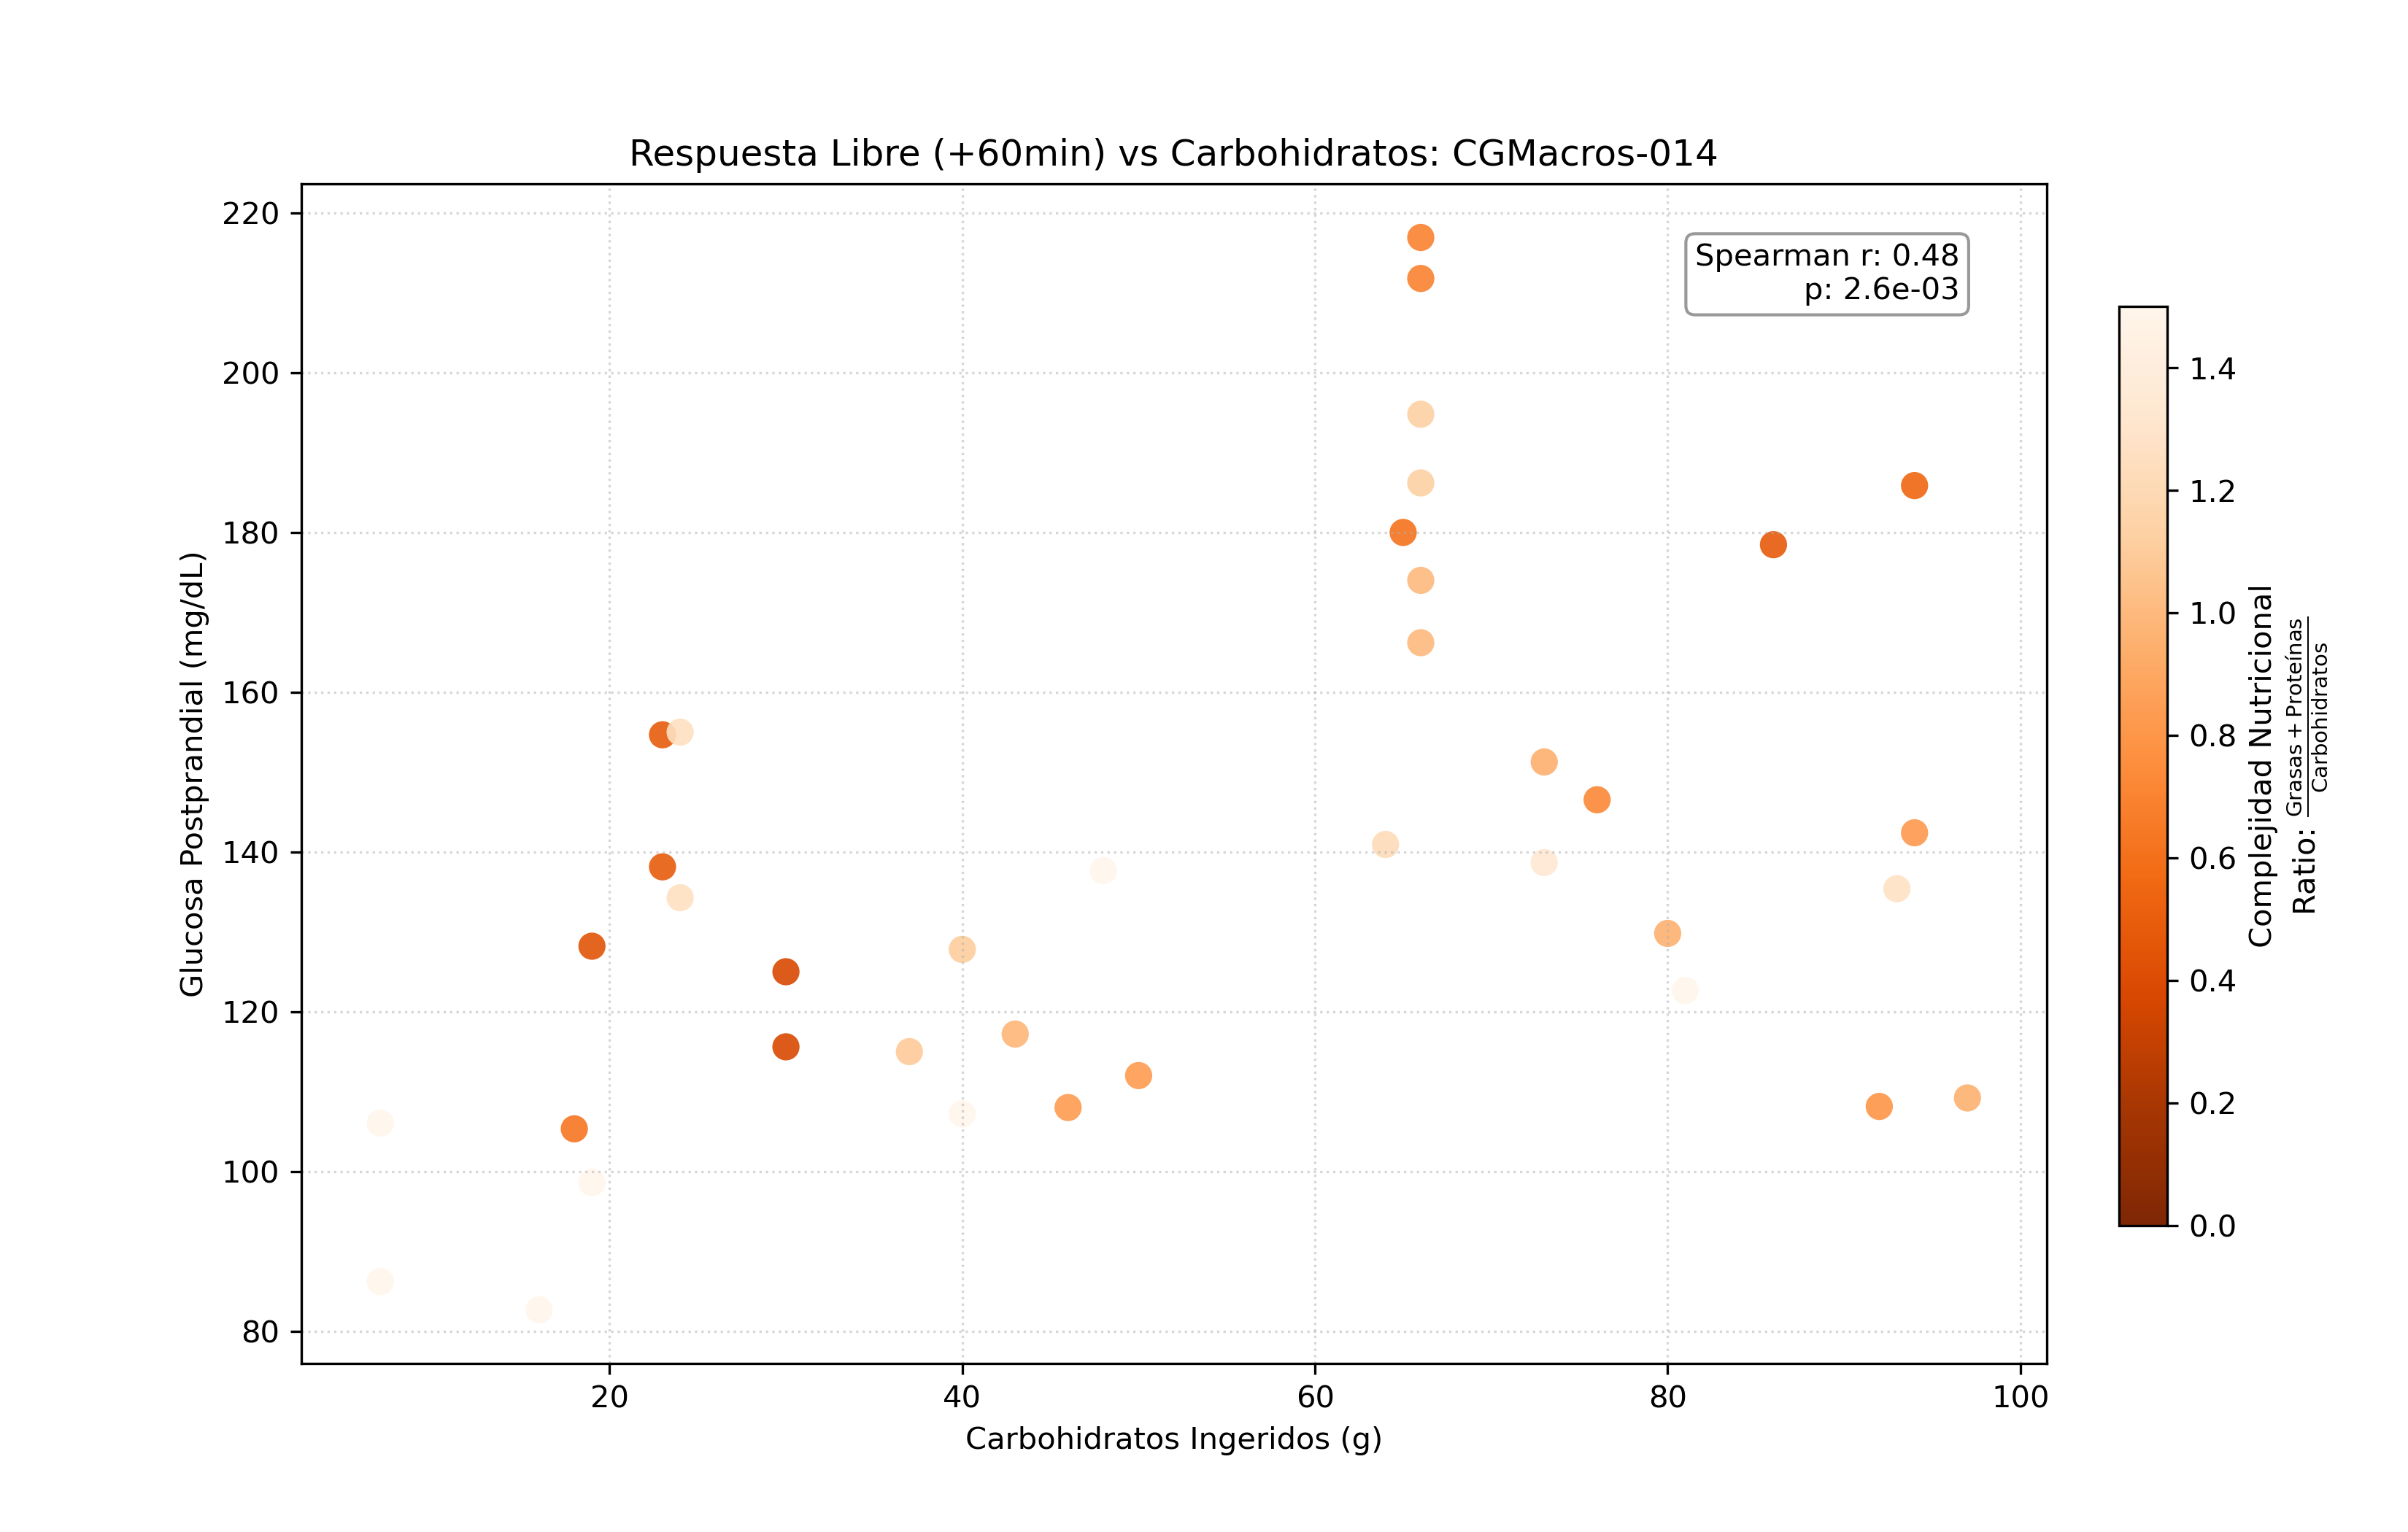 Respuesta Libre (+60min) vs Carbohidratos: CGMacros-014
Spearman r: 0.48
p: 2.6e-03
Glucosa Postprandial (mg/dL)
220
200
180
160
140
120
100
80
20
40
60
80
100
Carbohidratos Ingeridos (g)
1.4
1.2
1.0
0.8
0.6
0.4
0.2
0.0
Complejidad Nutricional
Ratio: Grasas + Proteínas
Carbohidratos